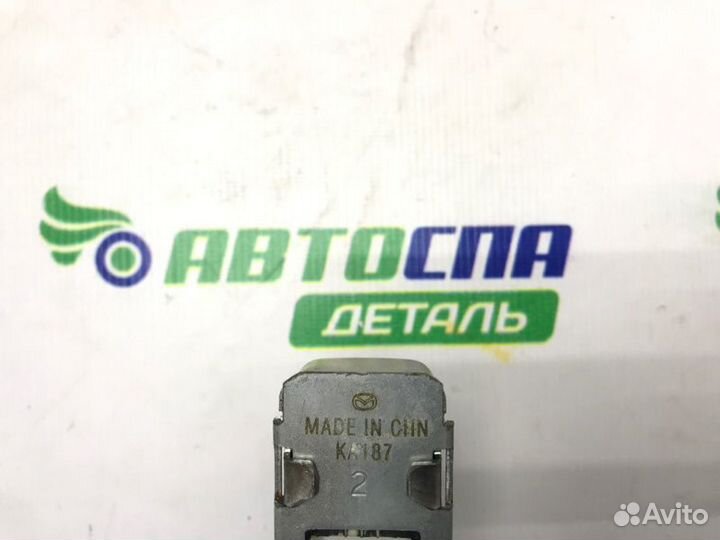 АВТОСПА
ДЕТАЛЬ
MADE IN CHN
KA187
2
Avito